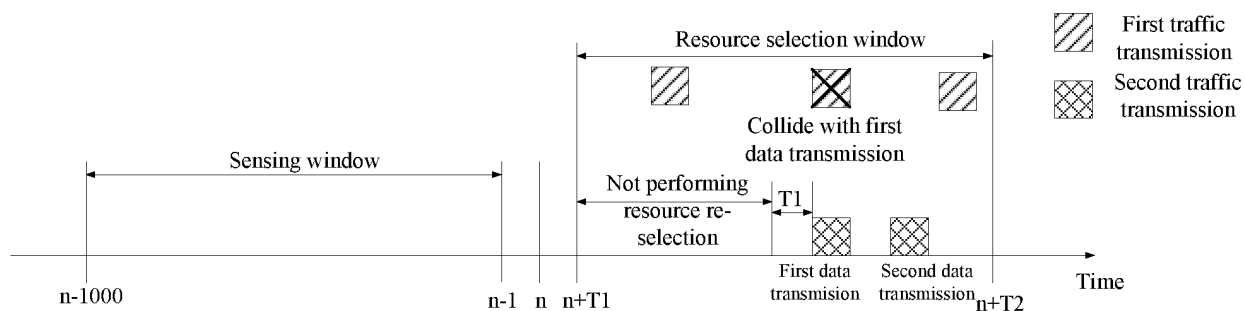 Resource selection window
First traffic
transmission
Second traffic
transmission
Collide with first
data transmission
Sensing window
Not performing
resource re-
selection
T1
First data
transmision
Second data
transmission
Time
n-1000
n-1
n
n+T1
n+T2